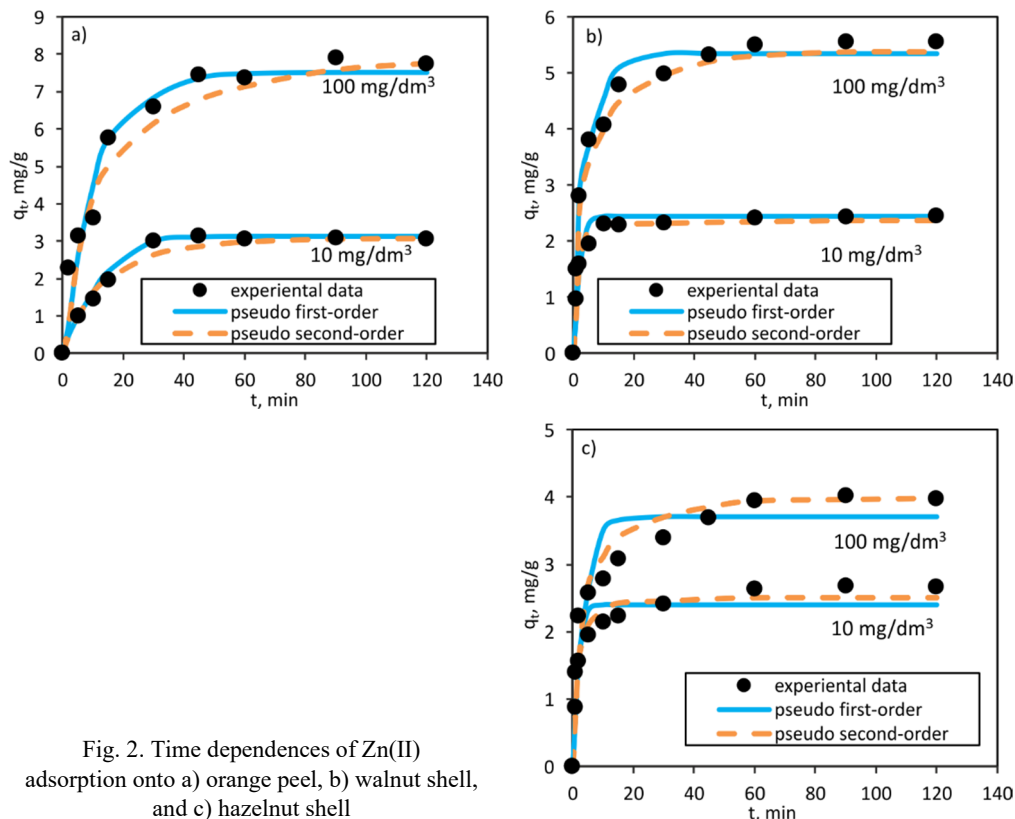 a)
9
8
7
6
5
4
3
2
1
0
qt, mg/g
100 mg/dm³
10 mg/dm³
experiental data
pseudo first-order
pseudo second-order
0 20 40 60 80 100 120 140
t, min
b)
6
5
4
3
2
1
0
qt, mg/g
100 mg/dm³
10 mg/dm³
experiental data
pseudo first-order
pseudo second-order
0 20 40 60 80 100 120 140
t, min
c)
5
4
3
2
1
0
qt, mg/g
100 mg/dm³
10 mg/dm³
experiental data
pseudo first-order
pseudo second-order
0 20 40 60 80 100 120 140
t, min
Fig. 2. Time dependences of Zn(II)
adsorption onto a) orange peel, b) walnut shell,
and c) hazelnut shell